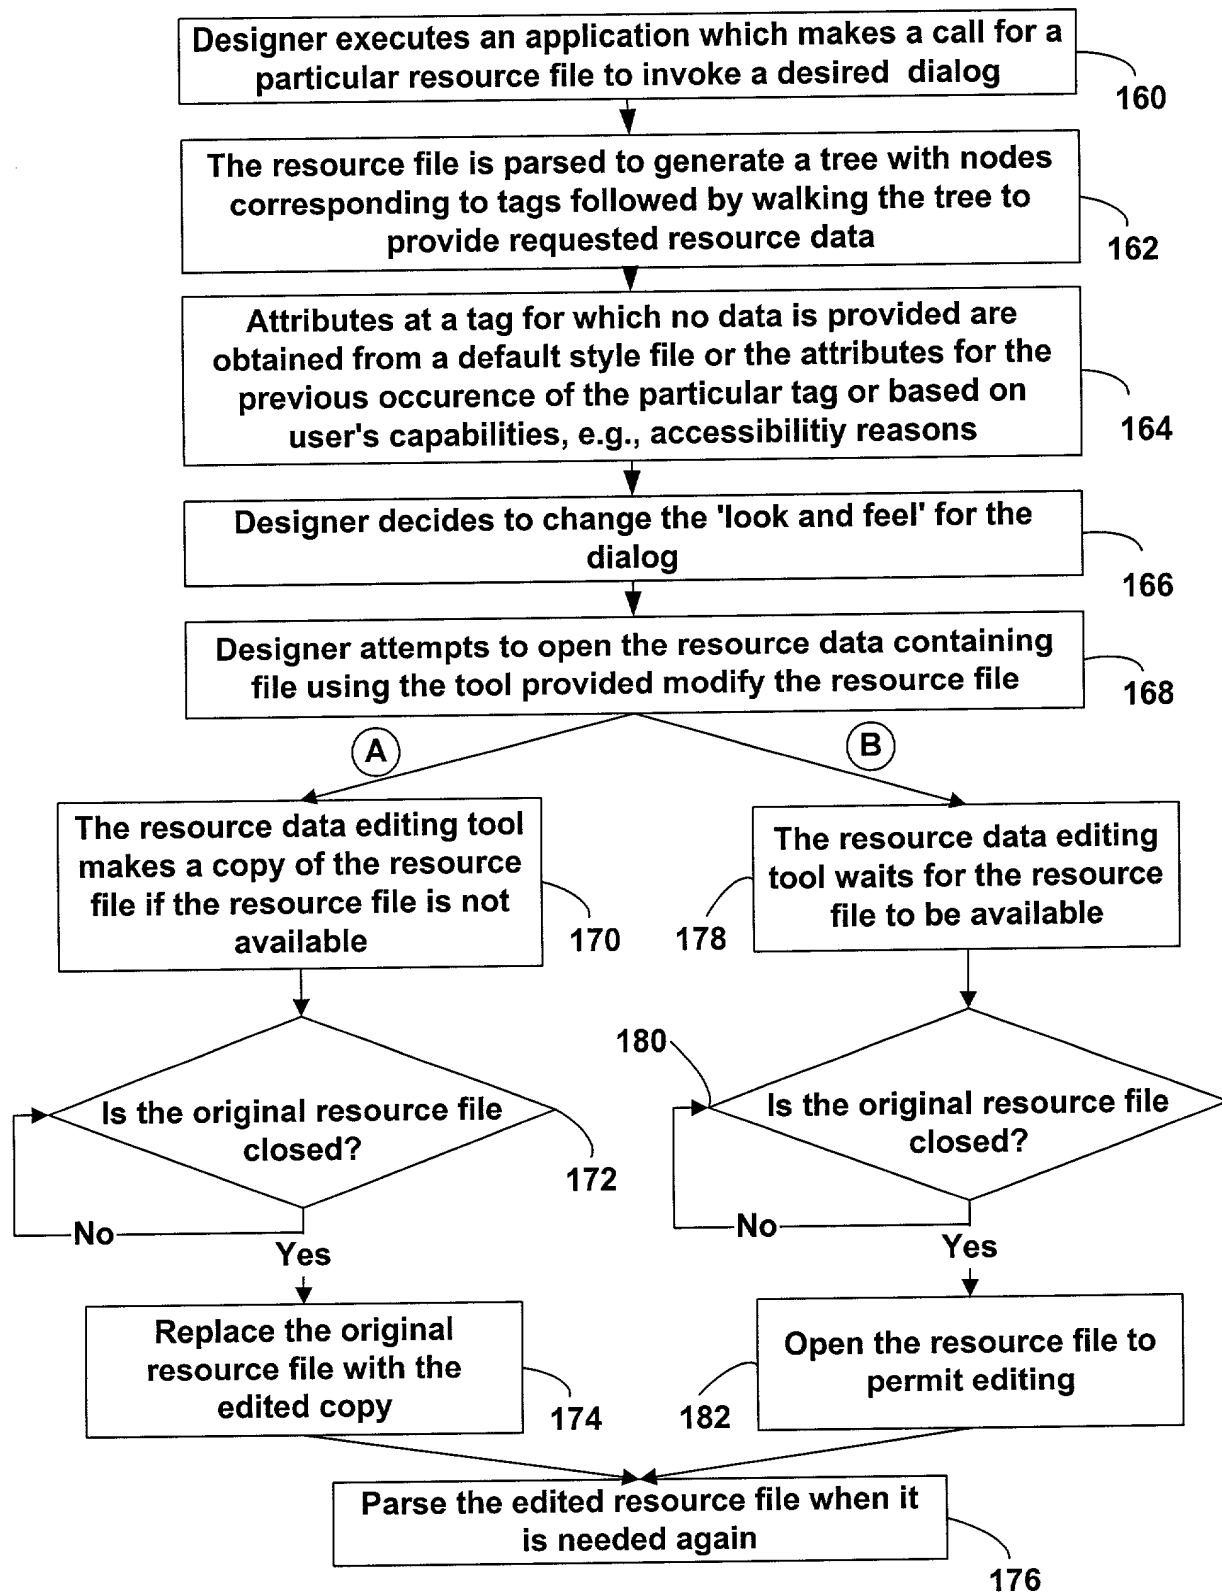 Designer executes an application which makes a call for a
particular resource file to invoke a desired dialog
160
The resource file is parsed to generate a tree with nodes
corresponding to tags followed by walking the tree to
provide requested resource data
162
Attributes at a tag for which no data is provided are
obtained from a default style file or the attributes for the
previous occurence of the particular tag or based on
user's capabilities, e.g., accessibilitiy reasons
164
Designer decides to change the 'look and feel' for the
dialog
166
Designer attempts to open the resource data containing
file using the tool provided modify the resource file
168
A
B
The resource data editing tool
makes a copy of the resource
file if the resource file is not
available
170
The resource data editing
tool waits for the resource
file to be available
178
Is the original resource file
closed?
172
No
Yes
180
Is the original resource file
closed?
No
Yes
Replace the original
resource file with the
edited copy
174
Open the resource file to
permit editing
182
Parse the edited resource file when it
is needed again
176